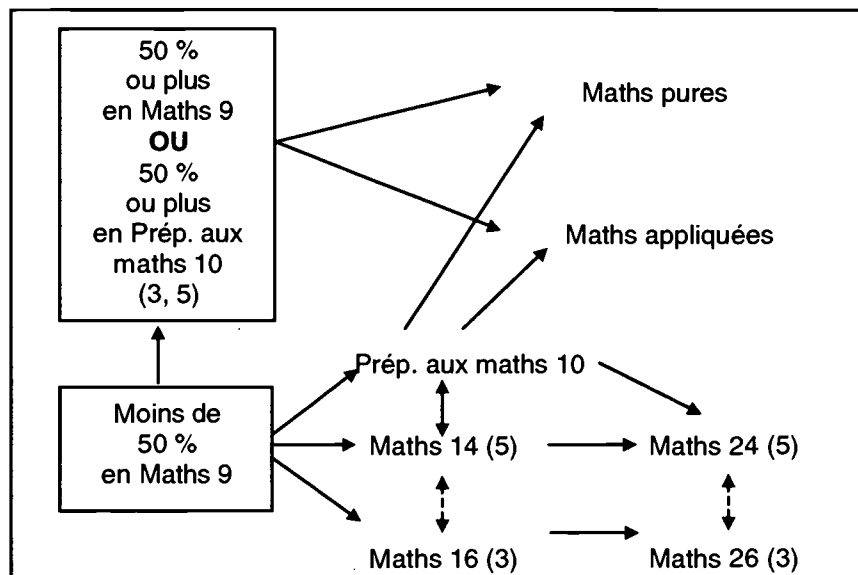 50 %
ou plus
en Maths 9
OU
50 %
ou plus
en Prép. aux
maths 10
(3, 5)
Maths pures
Maths appliquées
Prép. aux maths 10
Moins de
50 %
en Maths 9
Maths 14 (5)
Maths 24 (5)
Maths 16 (3)
Maths 26 (3)